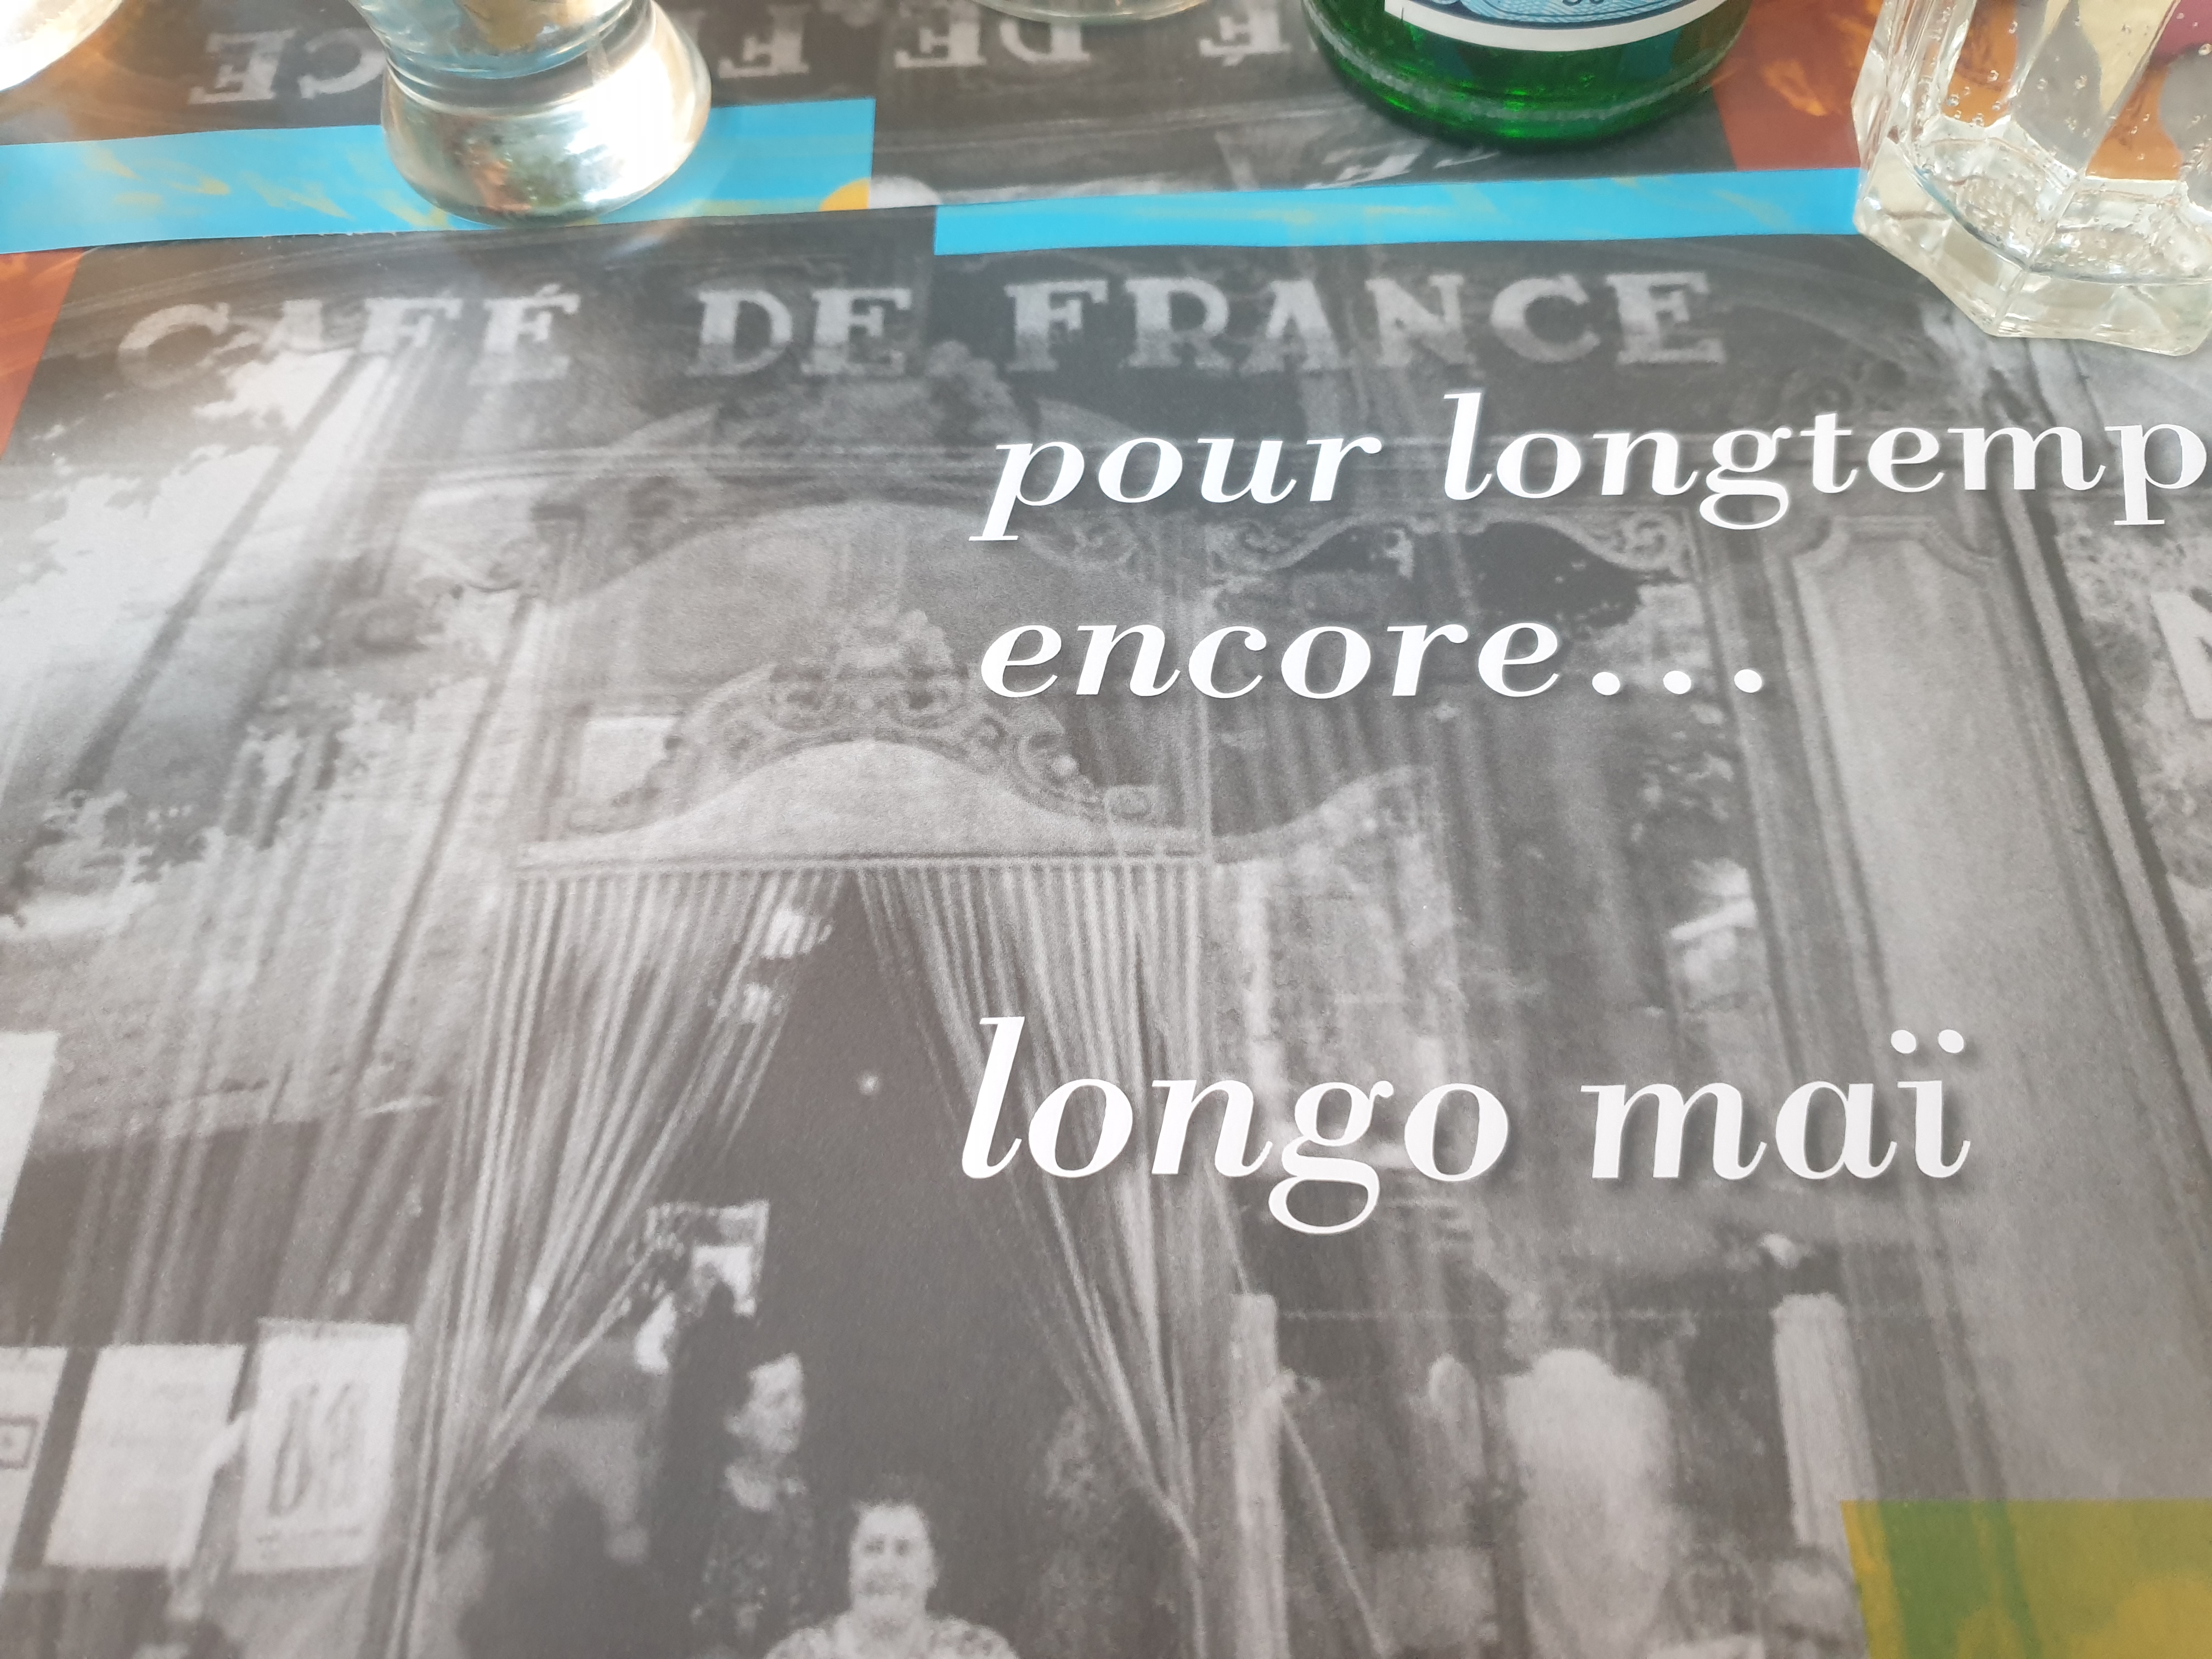 CAFÉ DE FRANCE
pour longtemp
encore...
longo maï